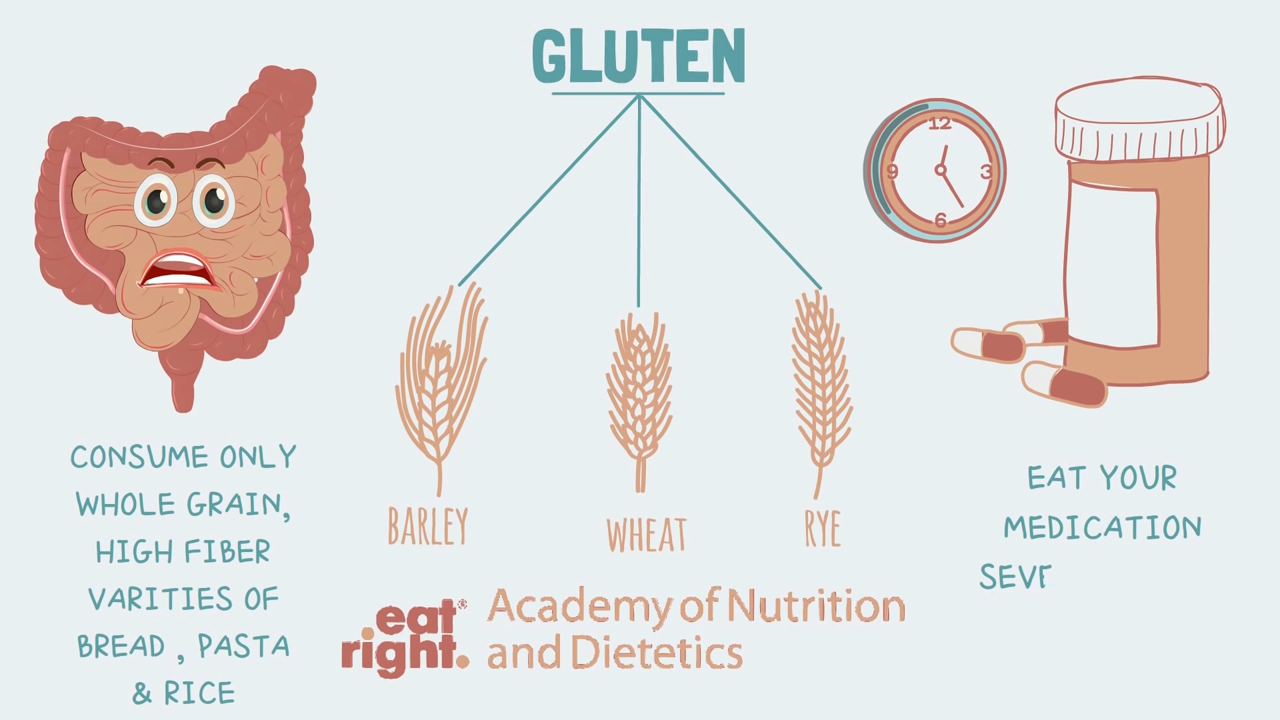 GLUTEN
12
9
3
6
BARLEY
WHEAT
RYE
CONSUME ONLY
WHOLE GRAIN,
HIGH FIBER
VARITIES OF
BREAD , PASTA
& RICE
EAT YOUR
MEDICATION
eat®
right.
Academy of Nutrition
and Dietetics